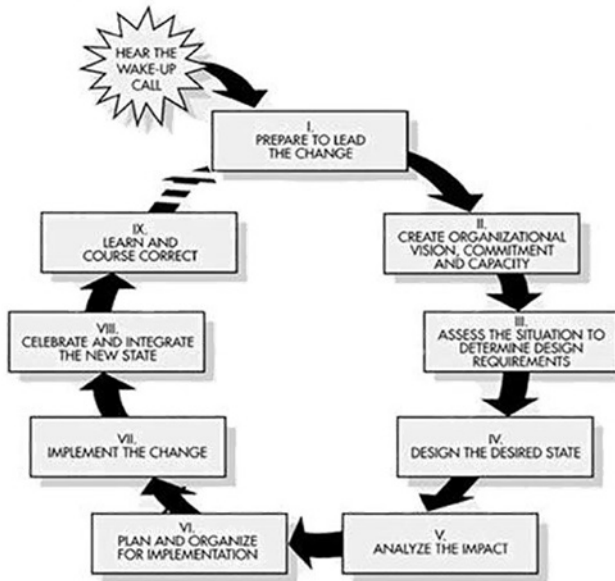 HEAR THE
WAKE-UP
CALL
I.
PREPARE TO LEAD
THE CHANGE
II.
CREATE ORGANIZATIONAL
VISION, COMMITMENT
AND CAPACITY
III.
ASSESS THE SITUATION TO
DETERMINE DESIGN
REQUIREMENTS
IV.
DESIGN THE DESIRED STATE
V.
ANALYZE THE IMPACT
VI.
PLAN AND ORGANIZE
FOR IMPLEMENTATION
VII.
IMPLEMENT THE CHANGE
VIII.
CELEBRATE AND INTEGRATE
THE NEW STATE
IX.
LEARN AND
COURSE CORRECT